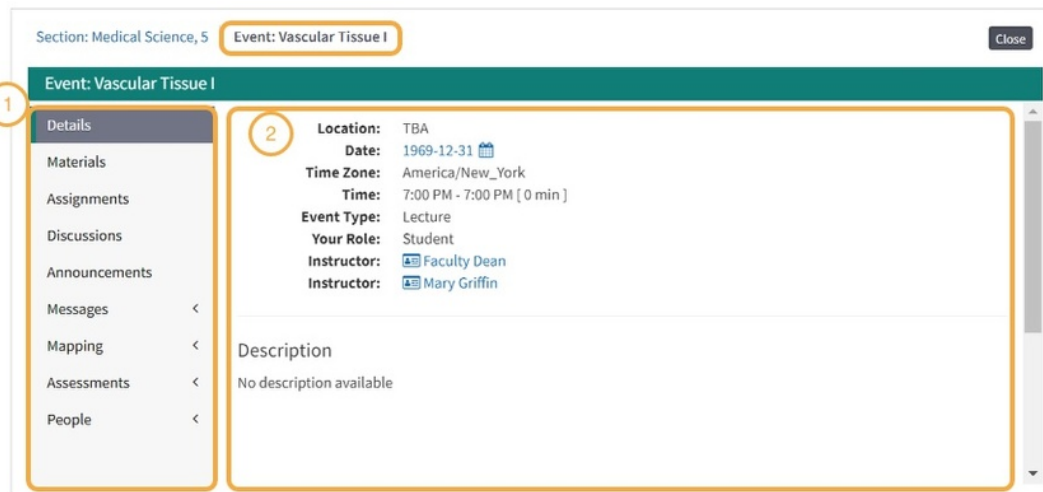 Section: Medical Science, 5 Event: Vascular Tissue I Close
Event: Vascular Tissue I
1
Details
Materials
Assignments
Discussions
Announcements
Messages <
Mapping <
Assessments <
People <
2
Location: TBA
Date: 1969-12-31
Time Zone: America/New_York
Time: 7:00 PM - 7:00 PM [ 0 min ]
Event Type: Lecture
Your Role: Student
Instructor: Faculty Dean
Instructor: Mary Griffin
Description
No description available